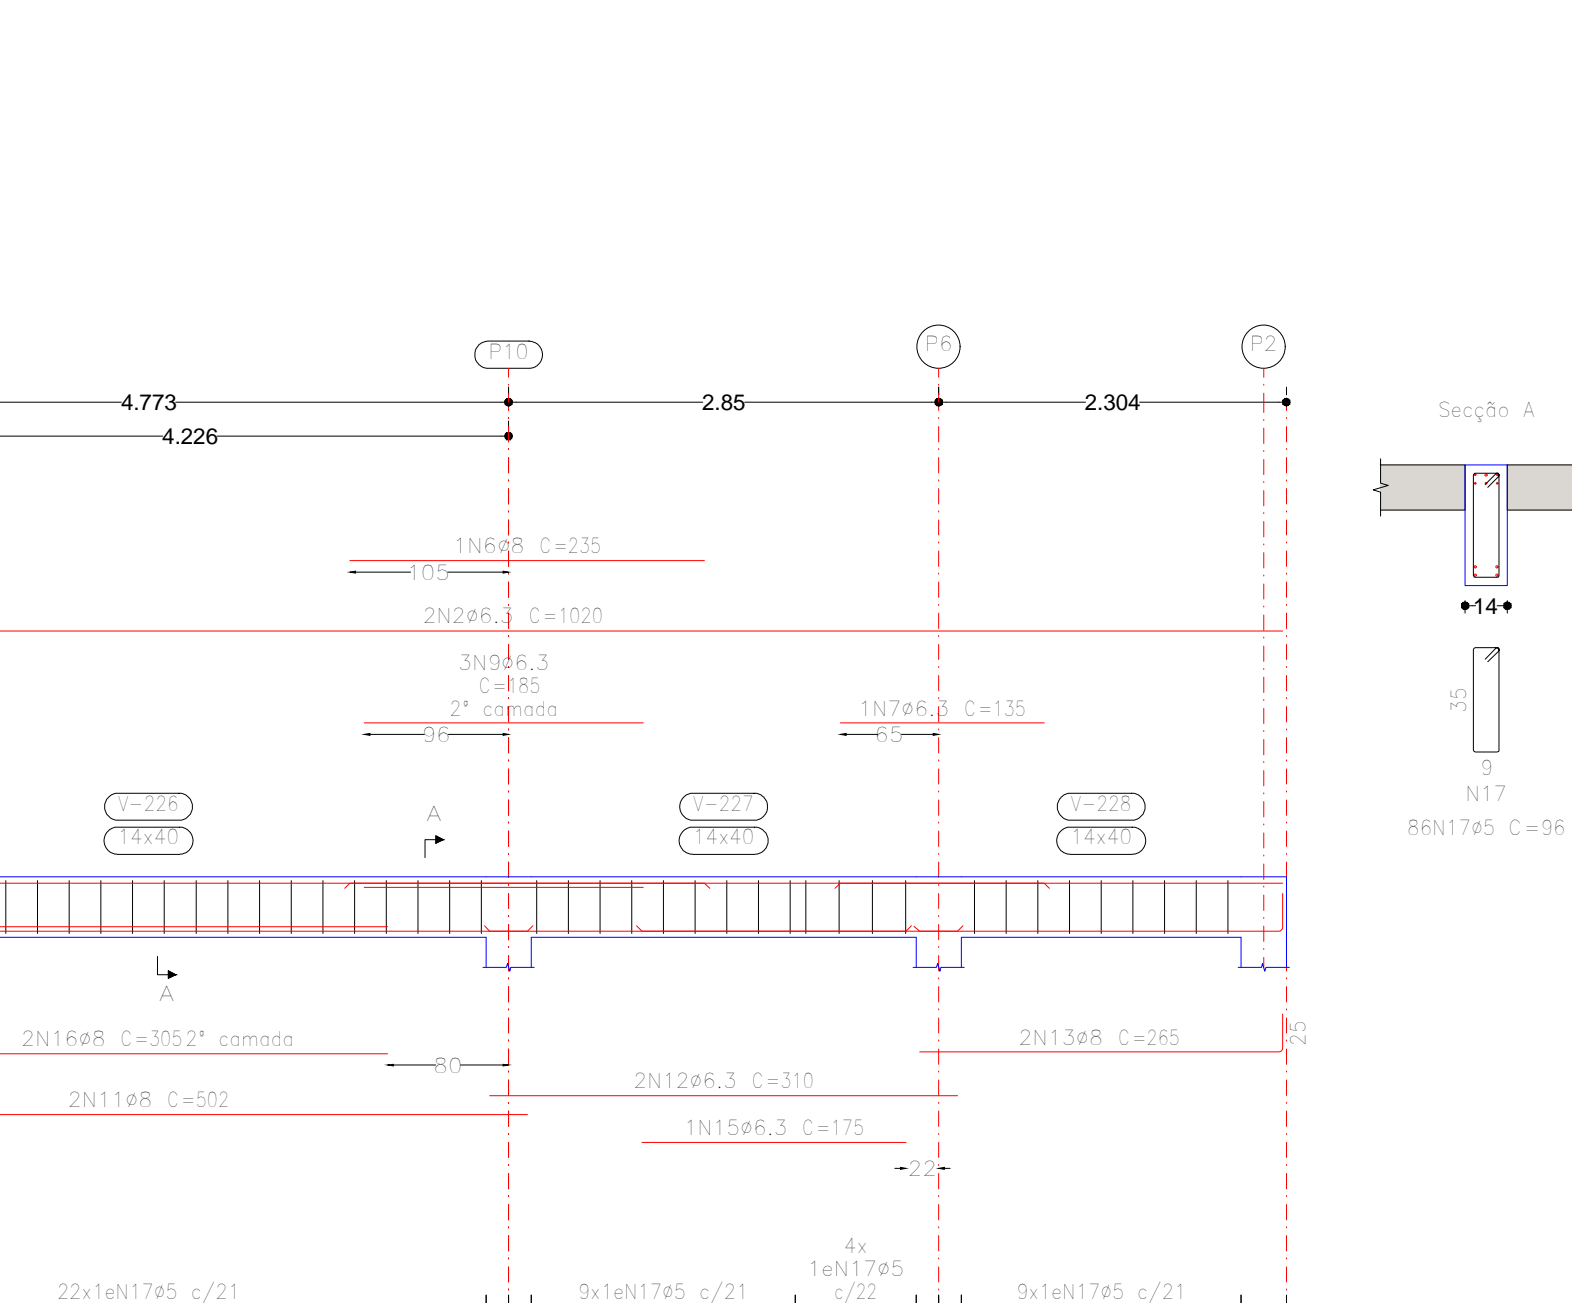 P10
P6
P2
4.773
2.85
2.304
4.226
Secção A
1N6ø8 C=235
105
2N2ø6.3 C=1020
14
3N9ø6.3
C=185
2ª camada
96
1N7ø6.3 C=135
65
35
9
N17
86N17ø5 C=96
V-226
14x40
A
V-227
14x40
V-228
14x40
A
2N16ø8 C=3052ª camada
80
2N13ø8 C=265
25
2N12ø6.3 C=310
2N11ø8 C=502
1N15ø6.3 C=175
22
22x1eN17ø5 c/21
9x1eN17ø5 c/21
4x
1eN17ø5
c/22
9x1eN17ø5 c/21